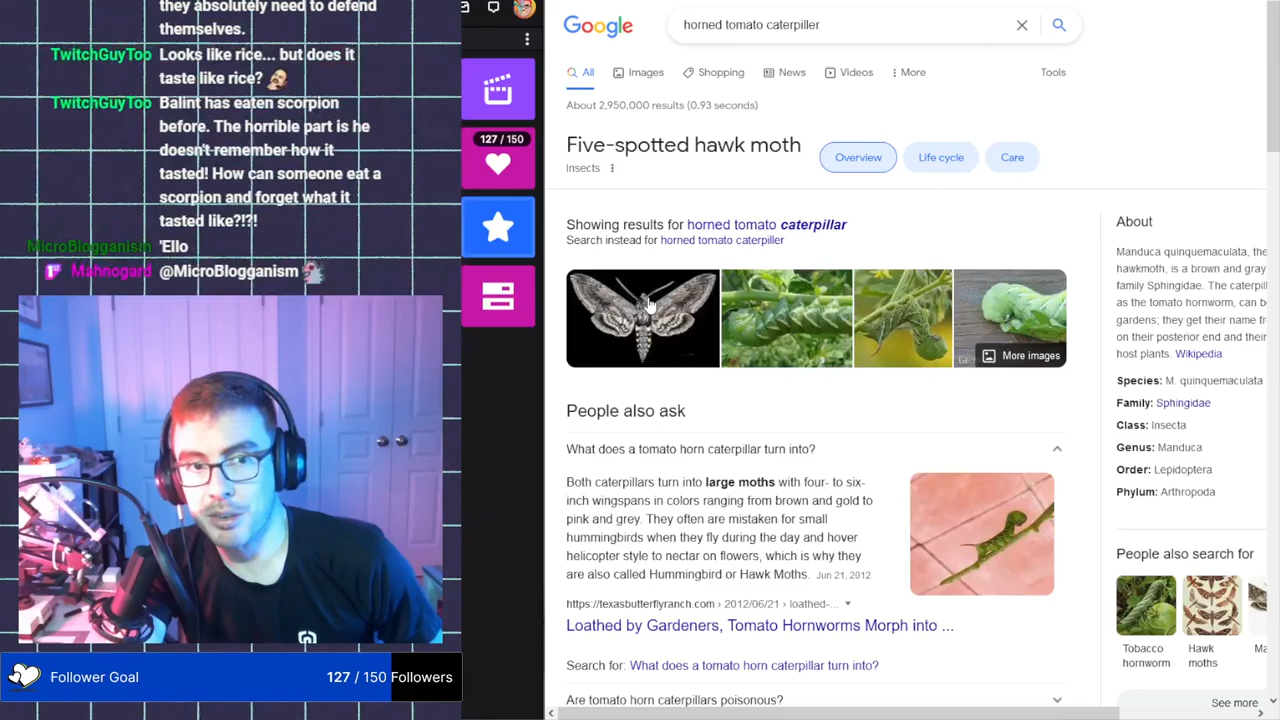 they absolutely need to defend
themselves.
TwitchGuyToo Looks like rice... but does it
taste like rice?
TwitchGuyToo Balint has eaten scorpion
before. The horrible part is he
doesn't remember how it
tasted! How can someone eat a
scorpion and forget what it
tasted like?!?!
MicroBlogganism 'Ello
Mahnogard @MicroBlogganism
Follower Goal 127 / 150 Followers
127 / 150
Google horned tomato caterpiller
All Images Shopping News Videos More Tools
About 2,950,000 results (0.93 seconds)
Five-spotted hawk moth
Insects
Overview Life cycle Care
Showing results for horned tomato caterpillar
Search instead for horned tomato caterpiller
More images
People also ask
What does a tomato horn caterpillar turn into?
Both caterpillars turn into large moths with four- to six-
inch wingspans in colors ranging from brown and gold to
pink and grey. They often are mistaken for small
hummingbirds when they fly during the day and hover
helicopter style to nectar on flowers, which is why they
are also called Hummingbird or Hawk Moths. Jun 21, 2012
https://texasbutterflyranch.com › 2012/06/21 › loathed-...
Loathed by Gardeners, Tomato Hornworms Morph into ...
Search for: What does a tomato horn caterpillar turn into?
Are tomato horn caterpillars poisonous?
About
Manduca quinquemaculata, the
hawkmoth, is a brown and gray
family Sphingidae. The caterpil
as the tomato hornworm, can b
gardens; they get their name fr
on their posterior end and their
host plants. Wikipedia
Species: M. quinquemaculata
Family: Sphingidae
Class: Insecta
Genus: Manduca
Order: Lepidoptera
Phylum: Arthropoda
People also search for
Tomato
hornworm
Hawk
moths
Ma
See more